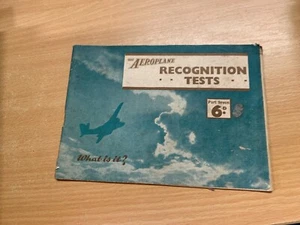 THE AEROPLANE
RECOGNITION
TESTS
Part Seven
6D
What is it?